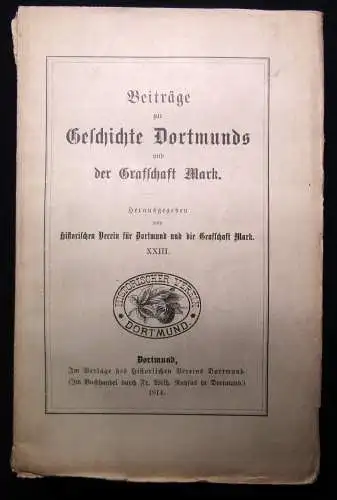 Beiträge
zur
Geschichte Dortmunds
und
der Grafschaft Mark.
Herausgegeben
vom
Historischen Verein für Dortmund und die Grafschaft Mark.
XXIII.
HISTORISCHER VEREIN
DORTMUND.
Dortmund,
Im Verlage des Historischen Vereins Dortmund.
(Im Buchhandel durch Fr. Wilh. Ruhfus in Dortmund.)
1914.